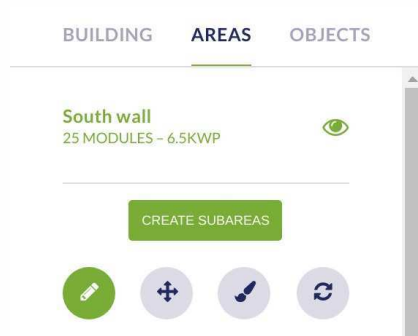 BUILDING AREAS OBJECTS
South wall
25 MODULES – 6.5KWP
CREATE SUBAREAS